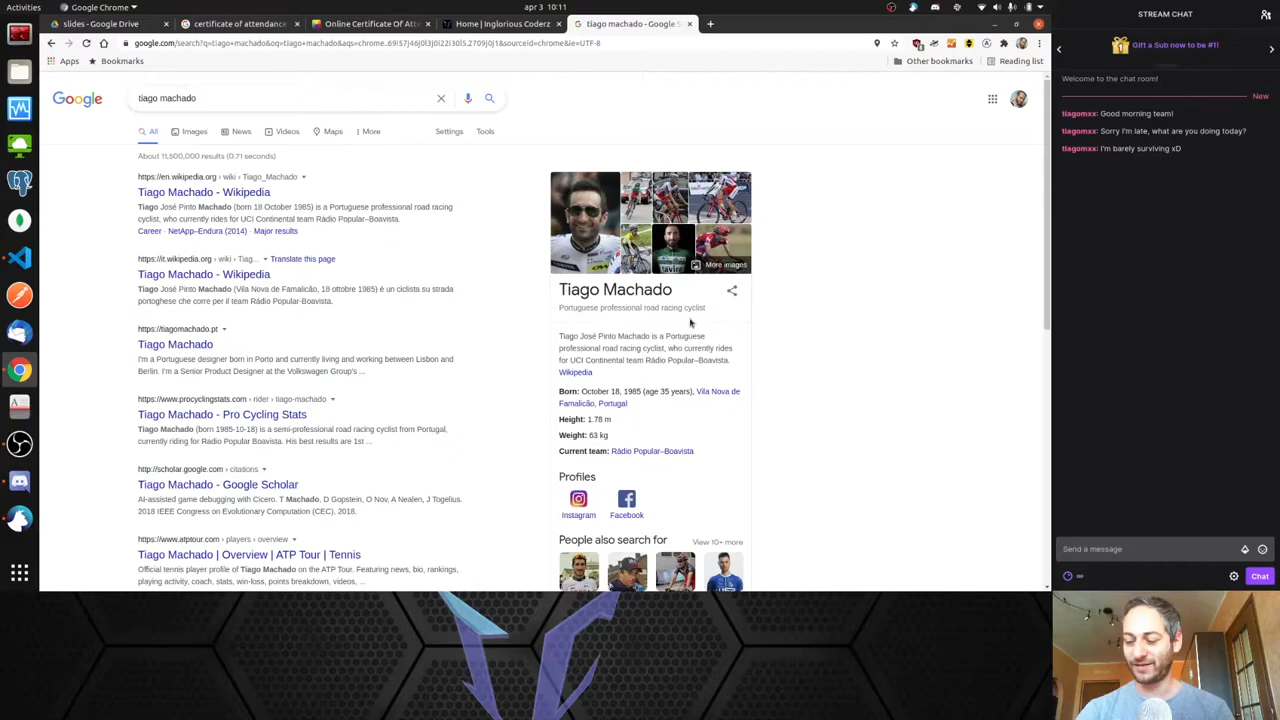 Activities
Google Chrome
apr 3 11:10
STREAM CHAT
slides - Google Drive
certificate of attendance
Online Certificate Of Att
Home | Inglorious Coderz
tiago machado - Google S
google.com/search?q=tiago+machado&oq=tiago+machado&aqs=chrome..69i57j46j0l3j0i22i30l5.2709j0j1&sourceid=chrome&ie=UTF-8
Gift a Sub now to be #1!
Apps
Bookmarks
Other bookmarks
Reading list
Welcome to the chat room!
New
tiagomxx: Good morning team!
tiagomxx: Sorry I'm late, what are you doing today?
tiagomxx: I'm barely surviving xD
Google
tiago machado
All
Images
News
Videos
Maps
More
Settings
Tools
About 11,500,000 results (0.71 seconds)
https://en.wikipedia.org › wiki › Tiago_Machado
Tiago Machado - Wikipedia
Tiago José Pinto Machado (born 18 October 1985) is a Portuguese professional road racing
cyclist, who currently rides for UCI Continental team Rádio Popular–Boavista.
Career · NetApp–Endura (2014) · Major results
https://it.wikipedia.org › wiki › Tiag... Translate this page
Tiago Machado - Wikipedia
Tiago José Pinto Machado (Vila Nova de Famalicão, 18 ottobre 1985) è un ciclista su strada
portoghese che corre per il team Rádio Popular-Boavista.
https://tiagomachado.pt
Tiago Machado
I'm a Portuguese designer born in Porto and currently living and working between Lisbon and
Berlin. I'm a Senior Product Designer at the Volkswagen Group's ...
https://www.procyclingstats.com › rider › tiago-machado
Tiago Machado - Pro Cycling Stats
Tiago Machado (born 1985-10-18) is a semi-professional road racing cyclist from Portugal,
currently riding for Radio Popular Boavista. His best results are 1st ...
http://scholar.google.com › citations
Tiago Machado - Google Scholar
AI-assisted game debugging with Cicero. T Machado, D Gopstein, O Nov, A Nealen, J Togelius.
2018 IEEE Congress on Evolutionary Computation (CEC), 2018.
https://www.atptour.com › players › overview
Tiago Machado | Overview | ATP Tour | Tennis
Official tennis player profile of Tiago Machado on the ATP Tour. Featuring news, bio, rankings,
playing activity, coach, stats, win-loss, points breakdown, videos, ...
More images
Tiago Machado
Portuguese professional road racing cyclist
Tiago José Pinto Machado is a Portuguese
professional road racing cyclist, who currently rides
for UCI Continental team Rádio Popular–Boavista.
Wikipedia
Born: October 18, 1985 (age 35 years), Vila Nova de
Famalicão, Portugal
Height: 1.78 m
Weight: 63 kg
Current team: Rádio Popular–Boavista
Profiles
Instagram
Facebook
People also search for
View 10+ more
Send a message
∞
Chat